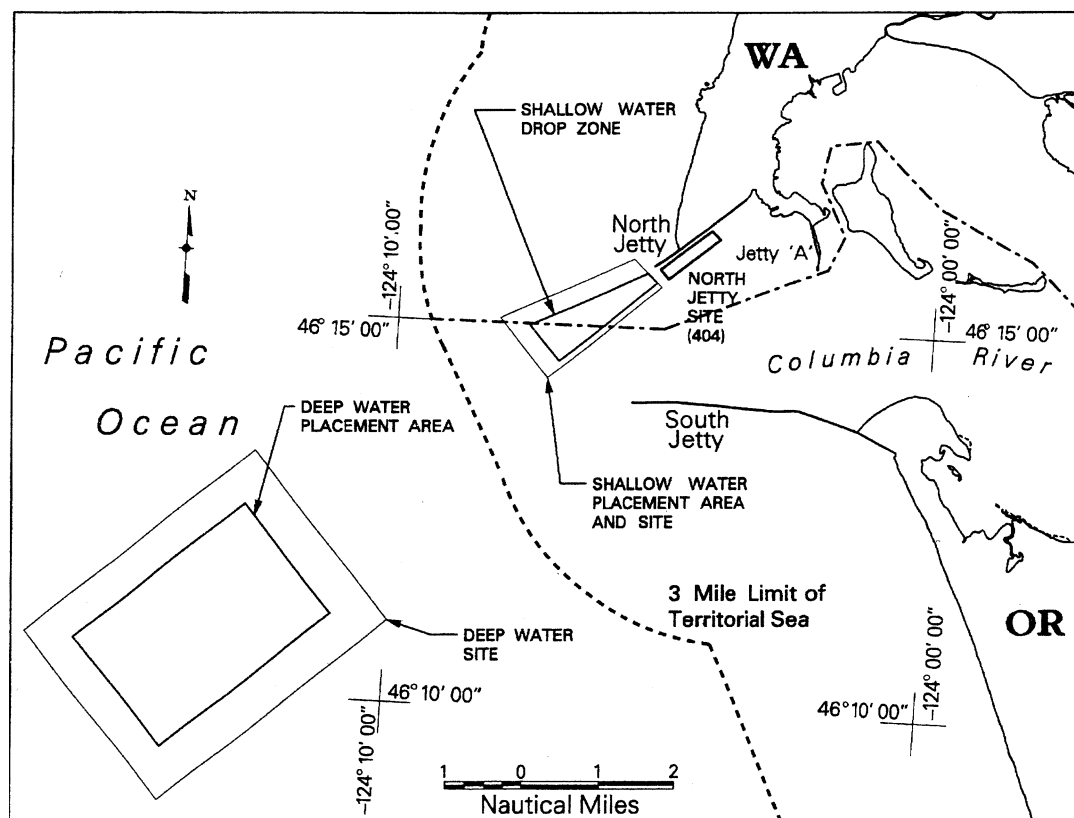 WA
SHALLOW WATER
DROP ZONE
N
-124° 10'.00"
North
Jetty
Jetty 'A'
NORTH
JETTY
SITE
(404)
-124° 00' 00"
46° 15' 00"
46° 15' 00"
Pacific
Ocean
Columbia River
DEEP WATER
PLACEMENT AREA
South
Jetty
SHALLOW WATER
PLACEMENT AREA
AND SITE
3 Mile Limit of
Territorial Sea
OR
DEEP WATER
SITE
46° 10' 00"
-124° 10' 00"
46° 10' 00"
-124° 00' 00"
1 0 1 2
Nautical Miles